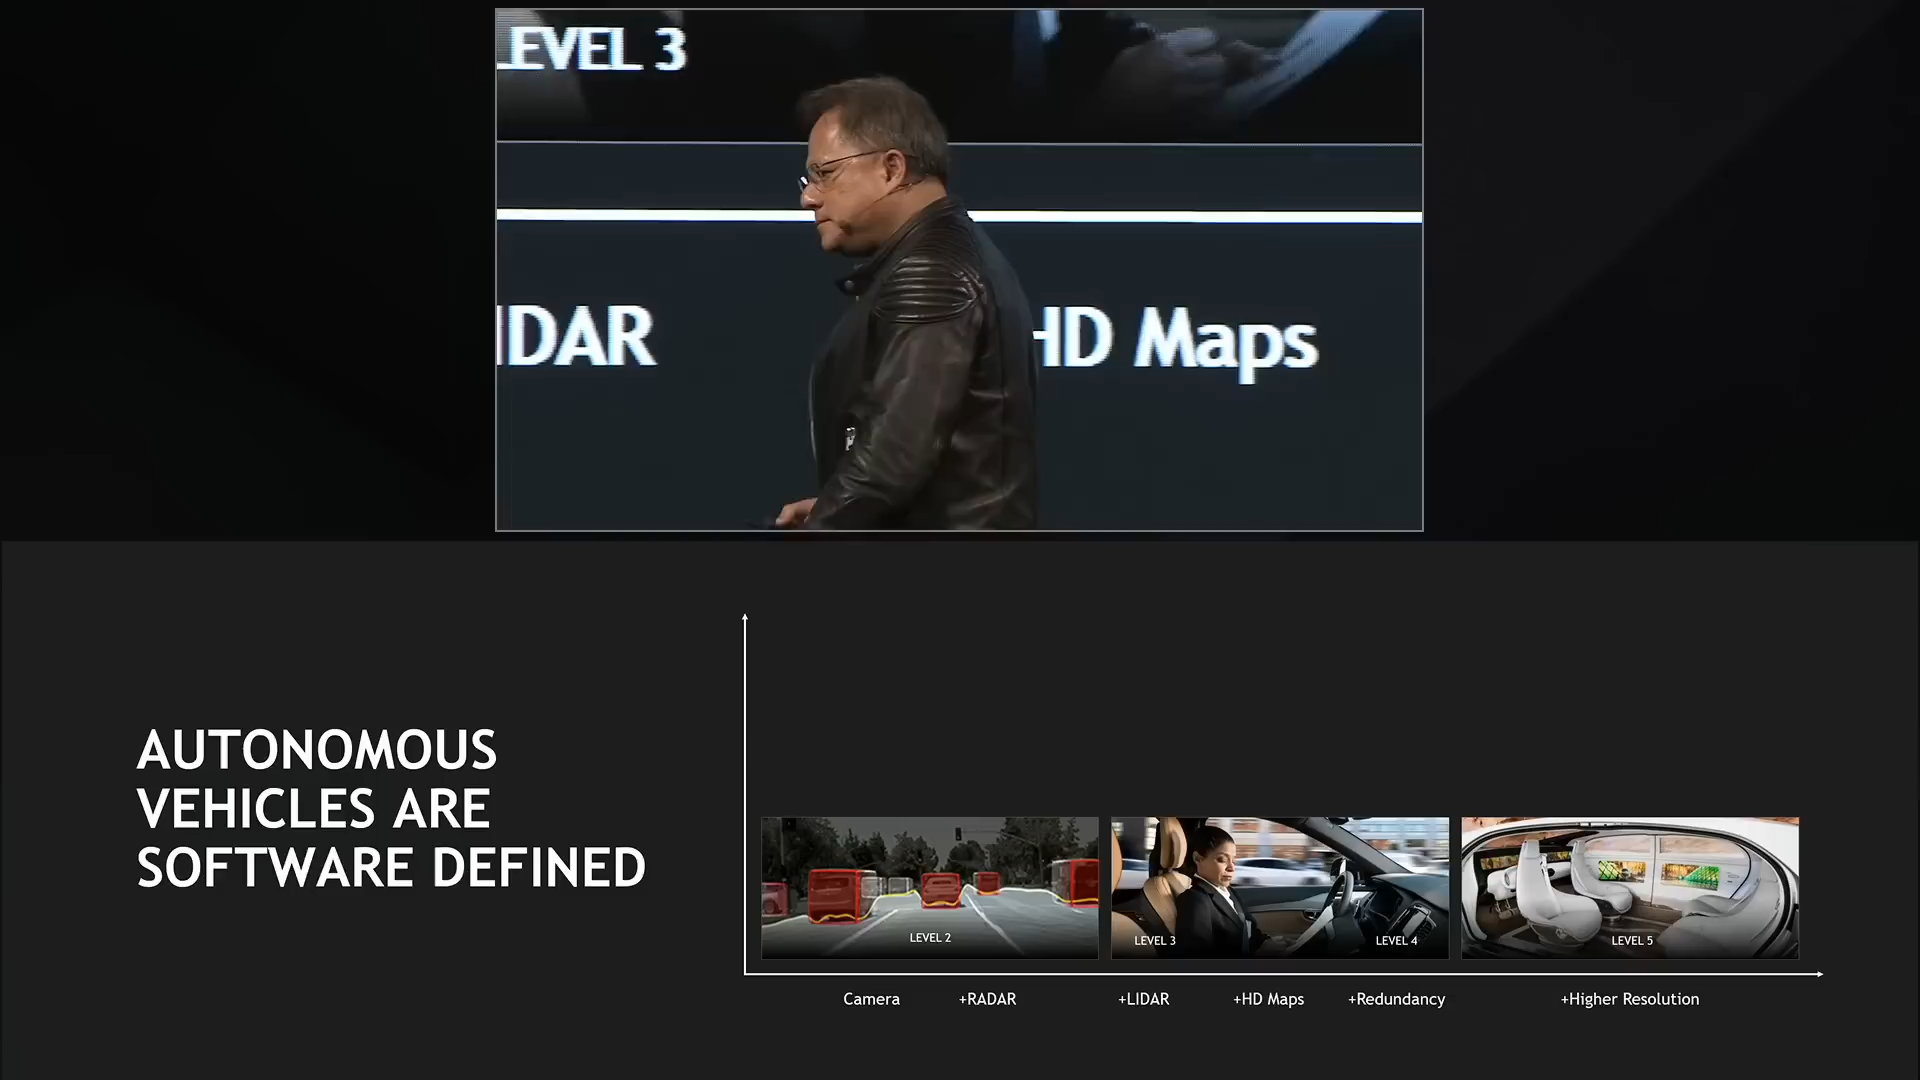 LEVEL 3
IDAR
HD Maps
AUTONOMOUS
VEHICLES ARE
SOFTWARE DEFINED
LEVEL 2
LEVEL 3
LEVEL 4
LEVEL 5
Camera
+RADAR
+LIDAR
+HD Maps
+Redundancy
+Higher Resolution